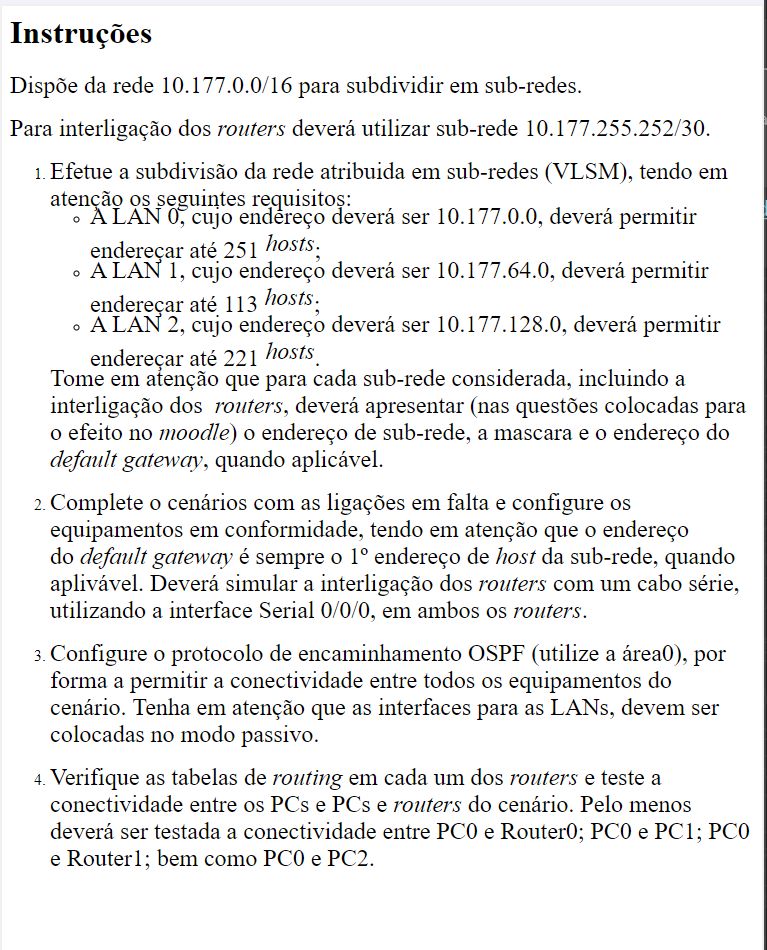 Instruções
Dispõe da rede 10.177.0.0/16 para subdividir em sub-redes.
Para interligação dos routers deverá utilizar sub-rede 10.177.255.252/30.
1. Efetue a subdivisão da rede atribuida em sub-redes (VLSM), tendo em
atenção os seguintes requisitos:
◦ A LAN 0, cujo endereço deverá ser 10.177.0.0, deverá permitir
endereçar até 251 hosts;
◦ A LAN 1, cujo endereço deverá ser 10.177.64.0, deverá permitir
endereçar até 113 hosts;
◦ A LAN 2, cujo endereço deverá ser 10.177.128.0, deverá permitir
endereçar até 221 hosts.
Tome em atenção que para cada sub-rede considerada, incluindo a
interligação dos routers, deverá apresentar (nas questões colocadas para
o efeito no moodle) o endereço de sub-rede, a mascara e o endereço do
default gateway, quando aplicável.
2. Complete o cenários com as ligações em falta e configure os
equipamentos em conformidade, tendo em atenção que o endereço
do default gateway é sempre o 1º endereço de host da sub-rede, quando
aplivável. Deverá simular a interligação dos routers com um cabo série,
utilizando a interface Serial 0/0/0, em ambos os routers.
3. Configure o protocolo de encaminhamento OSPF (utilize a área0), por
forma a permitir a conectividade entre todos os equipamentos do
cenário. Tenha em atenção que as interfaces para as LANs, devem ser
colocadas no modo passivo.
4. Verifique as tabelas de routing em cada um dos routers e teste a
conectividade entre os PCs e PCs e routers do cenário. Pelo menos
deverá ser testada a conectividade entre PC0 e Router0; PC0 e PC1; PC0
e Router1; bem como PC0 e PC2.